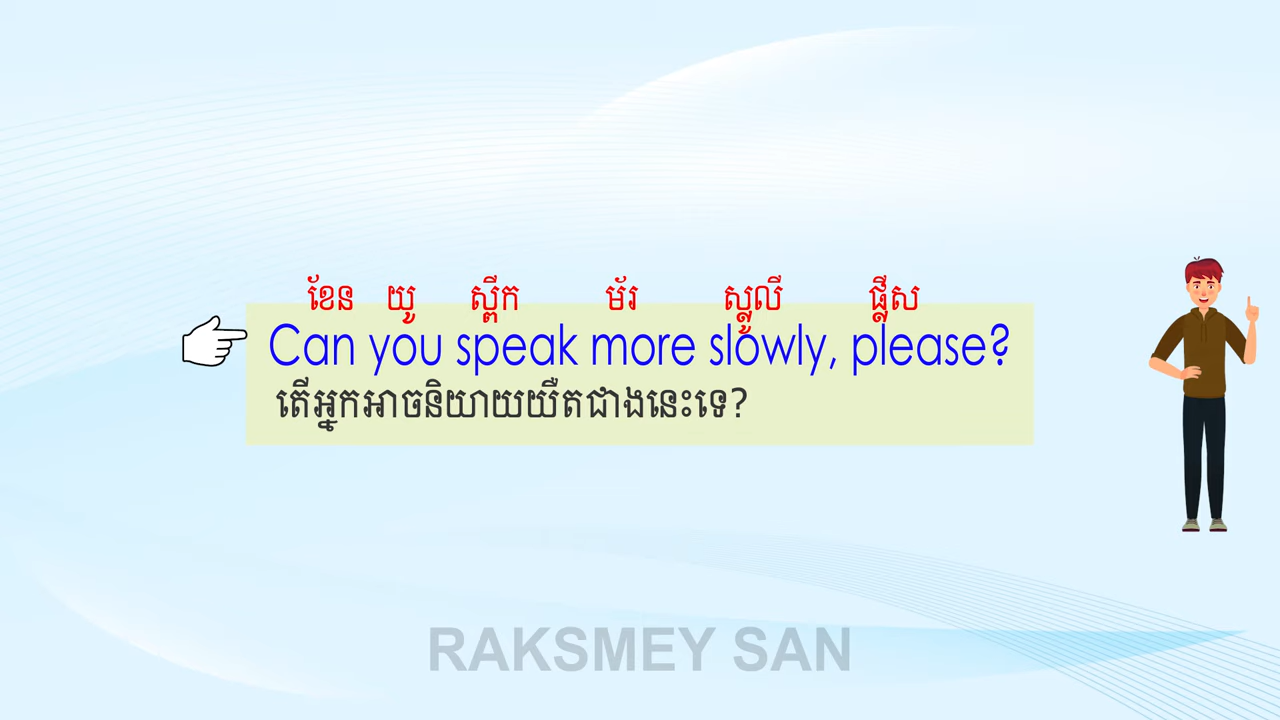 ខែន យូ ស្ពីក ម័រ ស្លូលី ផ្លីស
Can you speak more slowly, please?
តើអ្នកអាចនិយាយយឺតជាងនេះទេ?
RAKSMEY SAN